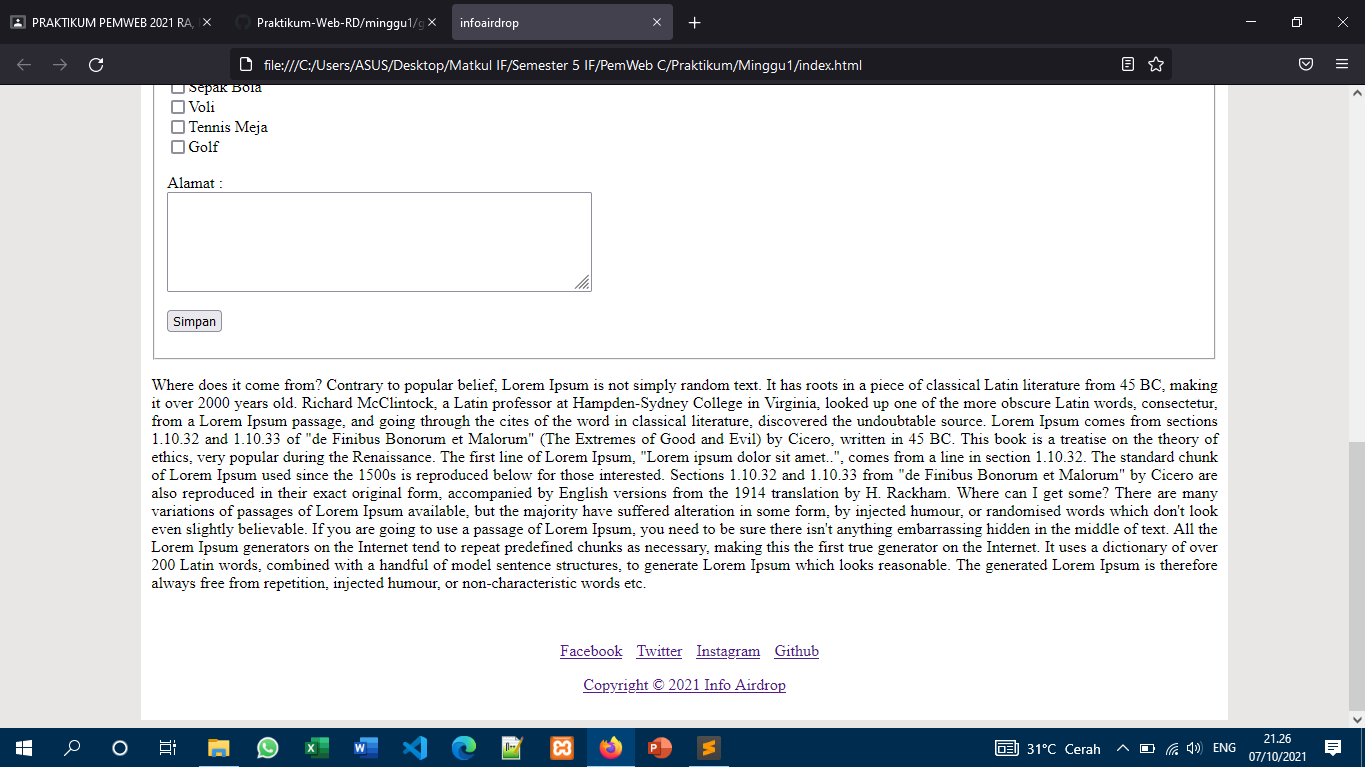 PRAKTIKUM PEMWEB 2021 RA,
Praktikum-Web-RD/minggu1/g
infoairdrop
file:///C:/Users/ASUS/Desktop/Matkul IF/Semester 5 IF/PemWeb C/Praktikum/Minggu1/index.html
Sepak Bola
Voli
Tennis Meja
Golf
Alamat :
Simpan
Where does it come from? Contrary to popular belief, Lorem Ipsum is not simply random text. It has roots in a piece of classical Latin literature from 45 BC, making
it over 2000 years old. Richard McClintock, a Latin professor at Hampden-Sydney College in Virginia, looked up one of the more obscure Latin words, consectetur,
from a Lorem Ipsum passage, and going through the cites of the word in classical literature, discovered the undoubtable source. Lorem Ipsum comes from sections
1.10.32 and 1.10.33 of "de Finibus Bonorum et Malorum" (The Extremes of Good and Evil) by Cicero, written in 45 BC. This book is a treatise on the theory of
ethics, very popular during the Renaissance. The first line of Lorem Ipsum, "Lorem ipsum dolor sit amet..", comes from a line in section 1.10.32. The standard chunk
of Lorem Ipsum used since the 1500s is reproduced below for those interested. Sections 1.10.32 and 1.10.33 from "de Finibus Bonorum et Malorum" by Cicero are
also reproduced in their exact original form, accompanied by English versions from the 1914 translation by H. Rackham. Where can I get some? There are many
variations of passages of Lorem Ipsum available, but the majority have suffered alteration in some form, by injected humour, or randomised words which don't look
even slightly believable. If you are going to use a passage of Lorem Ipsum, you need to be sure there isn't anything embarrassing hidden in the middle of text. All the
Lorem Ipsum generators on the Internet tend to repeat predefined chunks as necessary, making this the first true generator on the Internet. It uses a dictionary of over
200 Latin words, combined with a handful of model sentence structures, to generate Lorem Ipsum which looks reasonable. The generated Lorem Ipsum is therefore
always free from repetition, injected humour, or non-characteristic words etc.
Facebook Twitter Instagram Github
Copyright © 2021 Info Airdrop
31°C Cerah
ENG
21.26
07/10/2021